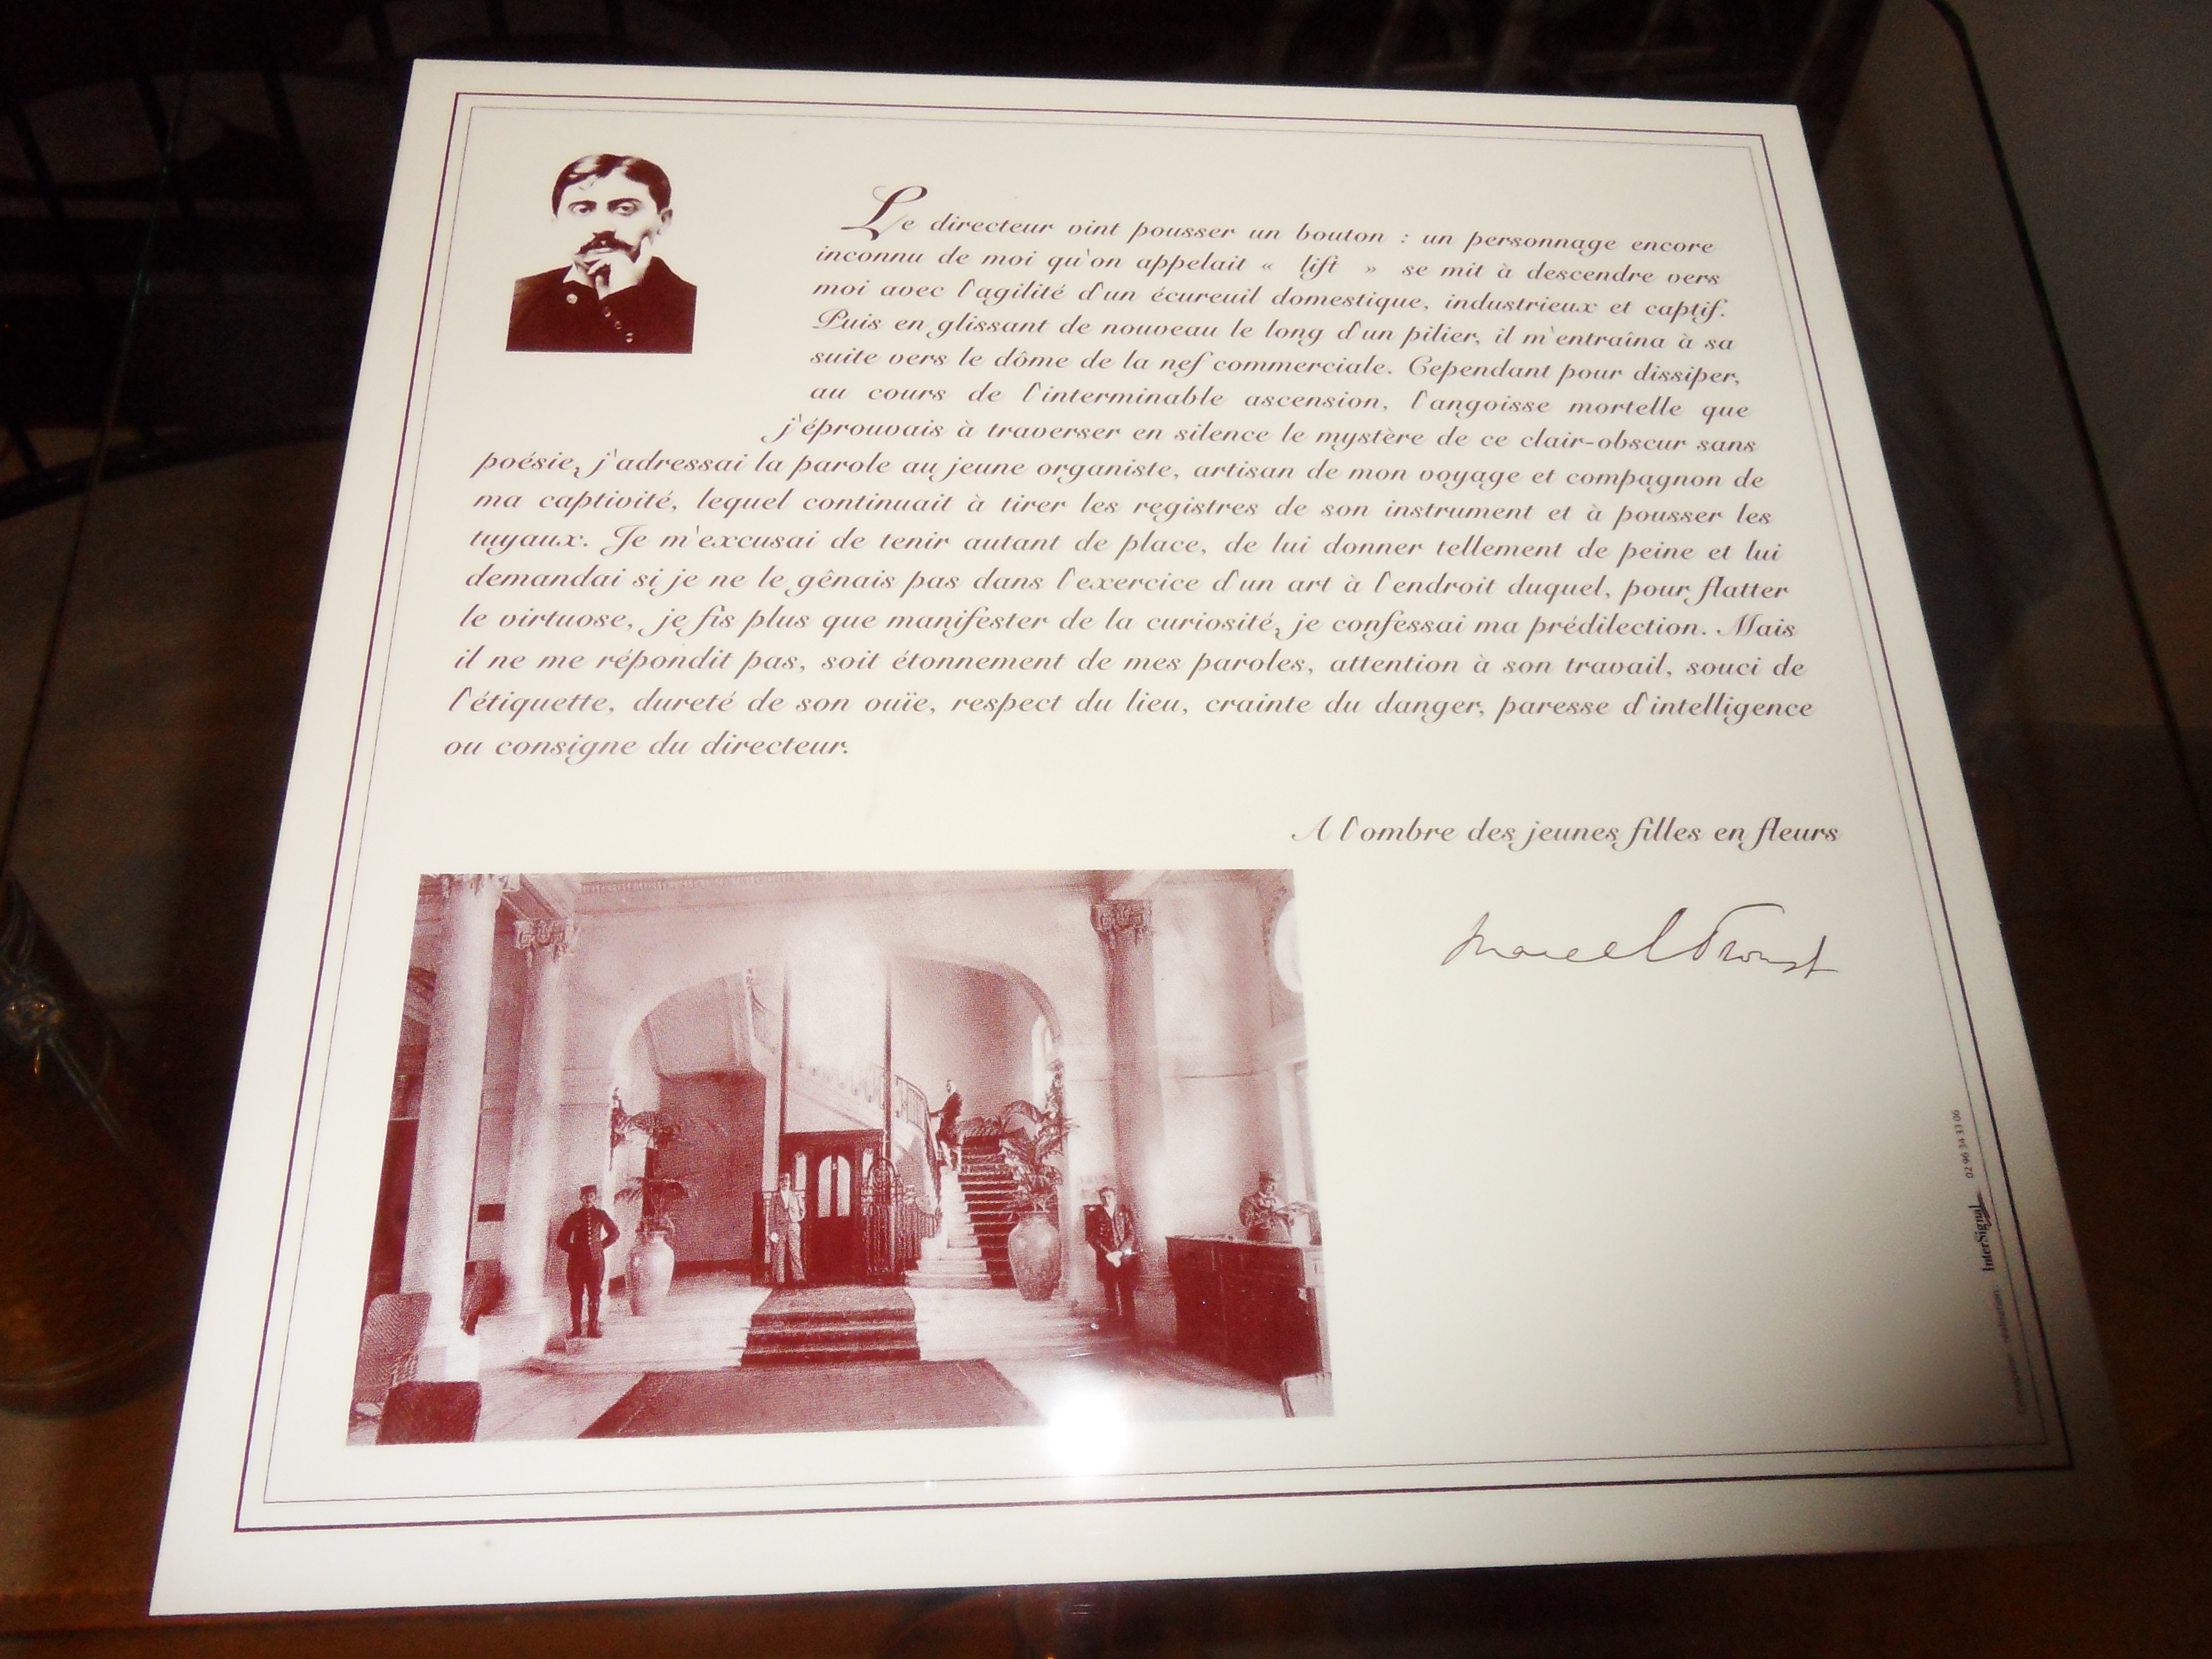 Le directeur vint pousser un bouton : un personnage encore
inconnu de moi qu'on appelait « lift » se mit à descendre vers
moi avec l'agilité d'un écureuil domestique, industrieux et captif.
Puis en glissant de nouveau le long d'un pilier, il m'entraîna à sa
suite vers le dôme de la nef commerciale. Cependant pour dissiper,
au cours de l'interminable ascension, l'angoisse mortelle que
j'éprouvais à traverser en silence le mystère de ce clair-obscur sans
poésie, j'adressai la parole au jeune organiste, artisan de mon voyage et compagnon de
ma captivité, lequel continuait à tirer les registres de son instrument et à pousser les
tuyaux. Je m'excusai de tenir autant de place, de lui donner tellement de peine et lui
demandai si je ne le gênais pas dans l'exercice d'un art à l'endroit duquel, pour flatter
le virtuose, je fis plus que manifester de la curiosité, je confessai ma prédilection. Mais
il ne me répondit pas, soit étonnement de mes paroles, attention à son travail, souci de
l'étiquette, dureté de son ouïe, respect du lieu, crainte du danger, paresse d'intelligence
ou consigne du directeur.
A l'ombre des jeunes filles en fleurs
Marcel Proust
InterSignal 02 96 34 33 06